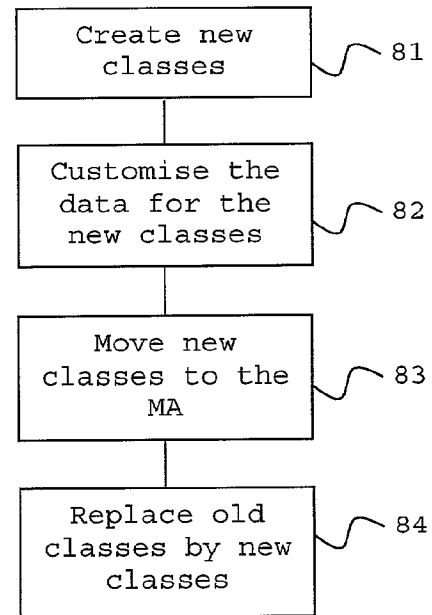 Create new
classes
81
Customise the
data for the
new classes
82
Move new
classes to the
MA
83
Replace old
classes by new
classes
84